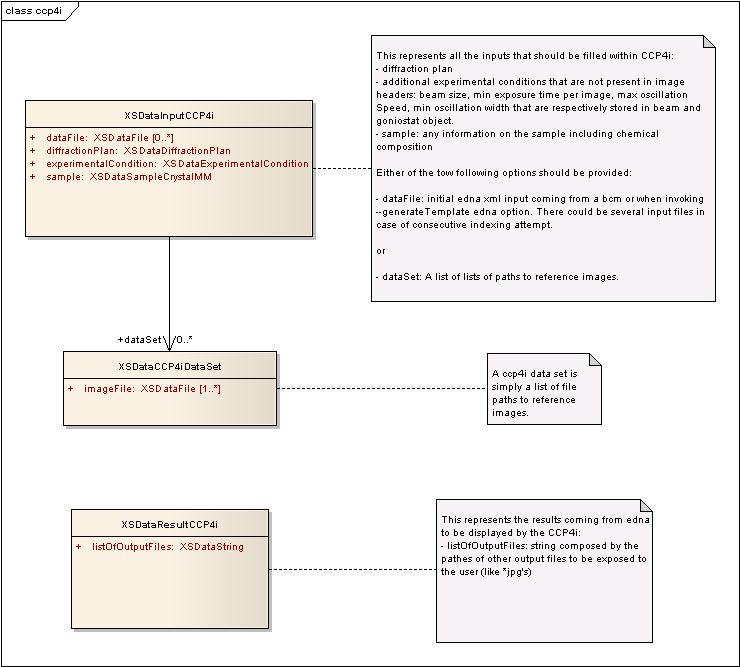 class ccp4i
This represents all the inputs that should be filled within CCP4i:
- diffraction plan
- additional experimental conditions that are not present in image
headers: beam size, min exposure time per image, max oscillation
Speed, min oscillation width that are respectively stored in beam and
goniostat object.
- sample: any information on the sample including chemical
composition
Either of the tow following options should be provided:
- dataFile: initial edna xml input coming from a bcm or when invoking
--generateTemplate edna option. There could be several input files in
case of consecutive indexing attempt.
or
- dataSet: A list of lists of paths to reference images.
XSDataInputCCP4i
+ dataFile: XSDataFile [0..*]
+ diffractionPlan: XSDataDiffractionPlan
+ experimentalCondition: XSDataExperimentalCondition
+ sample: XSDataSampleCrystalMM
+dataSet 0..*
XSDataCCP4iDataSet
+ imageFile: XSDataFile [1..*]
A ccp4i data set is
simply a list of file
paths to reference
images.
XSDataResultCCP4i
+ listOfOutputFiles: XSDataString
This represents the results coming from edna
to be displayed by the CCP4i:
- listOfOutputFiles: string composed by the
pathes of other output files to be exposed to
the user (like *jpg's)